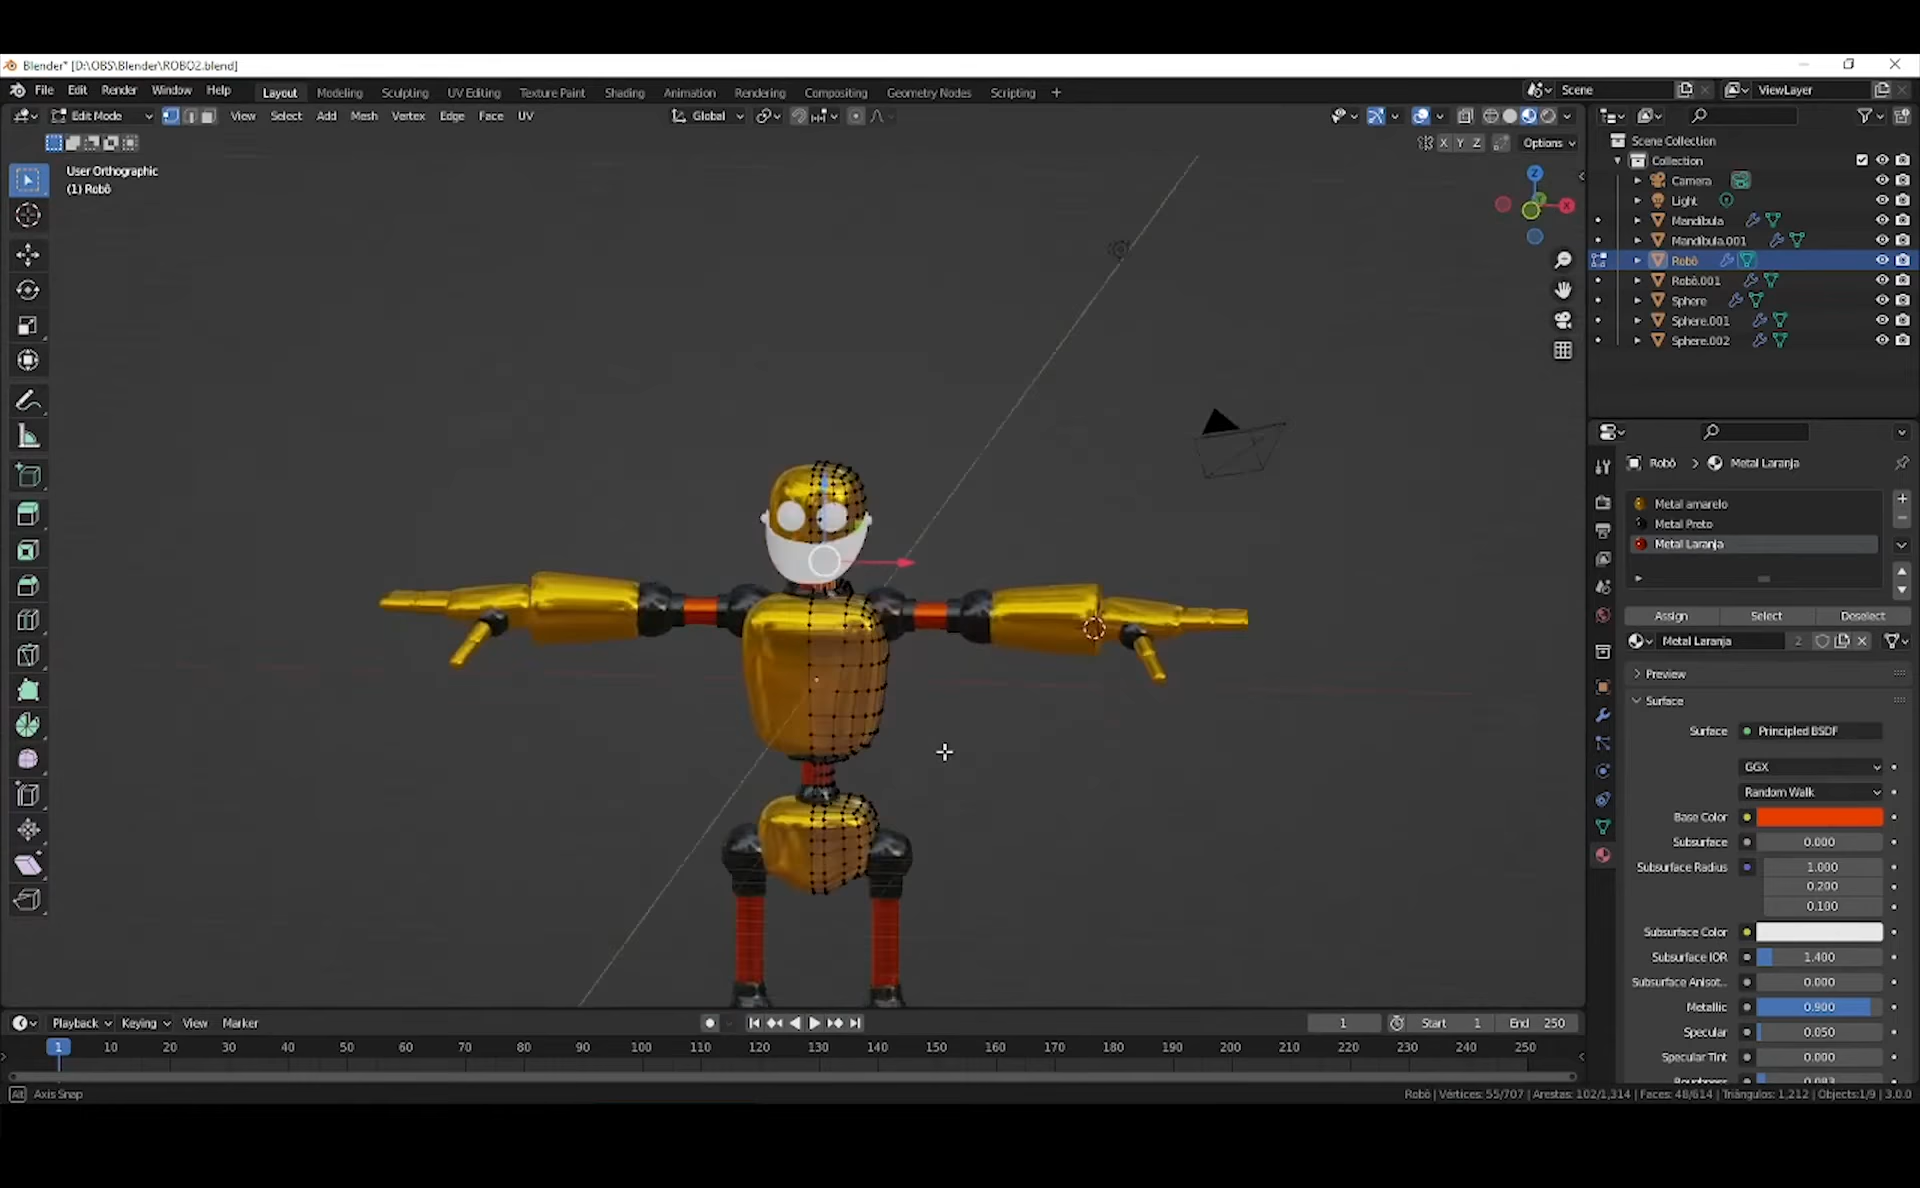 Blender* [D:\OBS\Blender\ROBO2.blend]
File Edit Render Window Help Layout Modeling Sculpting UV Editing Texture Paint Shading Animation Rendering Compositing Geometry Nodes Scripting + Scene ViewLayer
Edit Mode View Select Add Mesh Vertex Edge Face UV Global
X Y Z Options
User Orthographic
(1) Robô
Z
X
Scene Collection
Collection
Camera
Light
Mandibula
Mandibula.001
Robô
Robô.001
Sphere
Sphere.001
Sphere.002
Robô > Metal Laranja
Metal amarelo
Metal Preto
Metal Laranja
Assign Select Deselect
Metal Laranja 2
Preview
Surface
Surface Principled BSDF
GGX
Random Walk
Base Color
Subsurface 0.000
Subsurface Radius 1.000
0.200
0.100
Subsurface Color
Subsurface IOR 1.400
Subsurface Anisot.. 0.000
Metallic 0.900
Specular 0.050
Specular Tint 0.000
Roughness 0.083
Playback Keying View Marker 1 Start 1 End 250
1 10 20 30 40 50 60 70 80 90 100 110 120 130 140 150 160 170 180 190 200 210 220 230 240 250
Alt Axis Snap
Robô | Vértices: 55/707 | Arestas: 102/1,314 | Faces: 48/614 | Triângulos: 1,212 | Objects:1/9 | 3.0.0